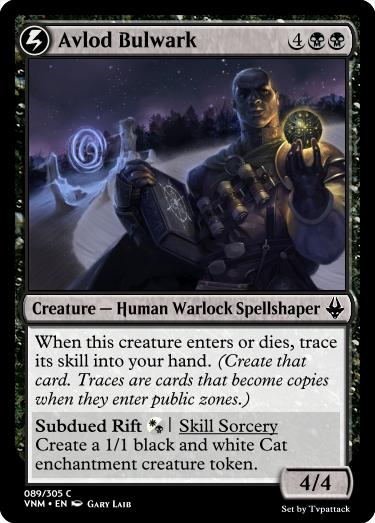 Avlod Bulwark 4
Creature — Human Warlock Spellshaper
When this creature enters or dies, trace
its skill into your hand. (Create that
card. Traces are cards that become copies
when they enter public zones.)
Subdued Rift | Skill Sorcery
Create a 1/1 black and white Cat
enchantment creature token.
4/4
089/305 C
VNM • EN Gary Laib
Set by Tvpattack